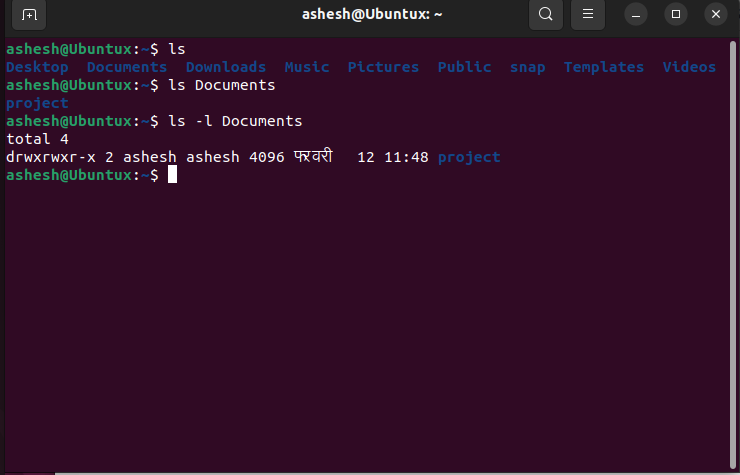 ashesh@Ubuntux: ~
ashesh@Ubuntux:~$ ls
Desktop  Documents  Downloads  Music  Pictures  Public  snap  Templates  Videos
ashesh@Ubuntux:~$ ls Documents
project
ashesh@Ubuntux:~$ ls -l Documents
total 4
drwxrwxr-x 2 ashesh ashesh 4096 फ़रवरी   12 11:48 project
ashesh@Ubuntux:~$